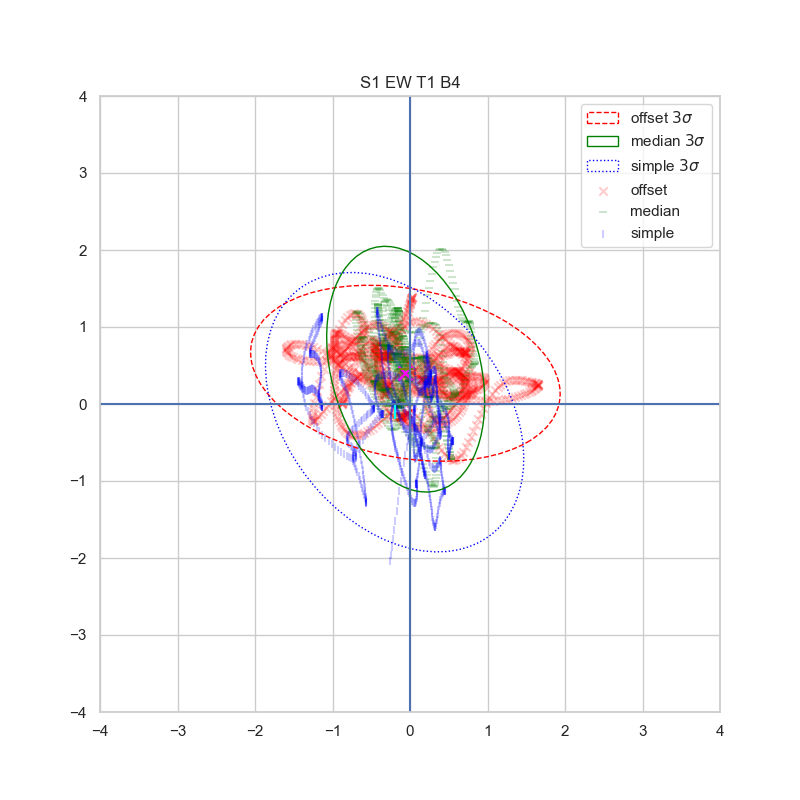 S1 EW T1 B4
offset 3σ
median 3σ
simple 3σ
offset
median
simple
4
3
2
1
0
−1
−2
−3
−4
−4 −3 −2 −1 0 1 2 3 4